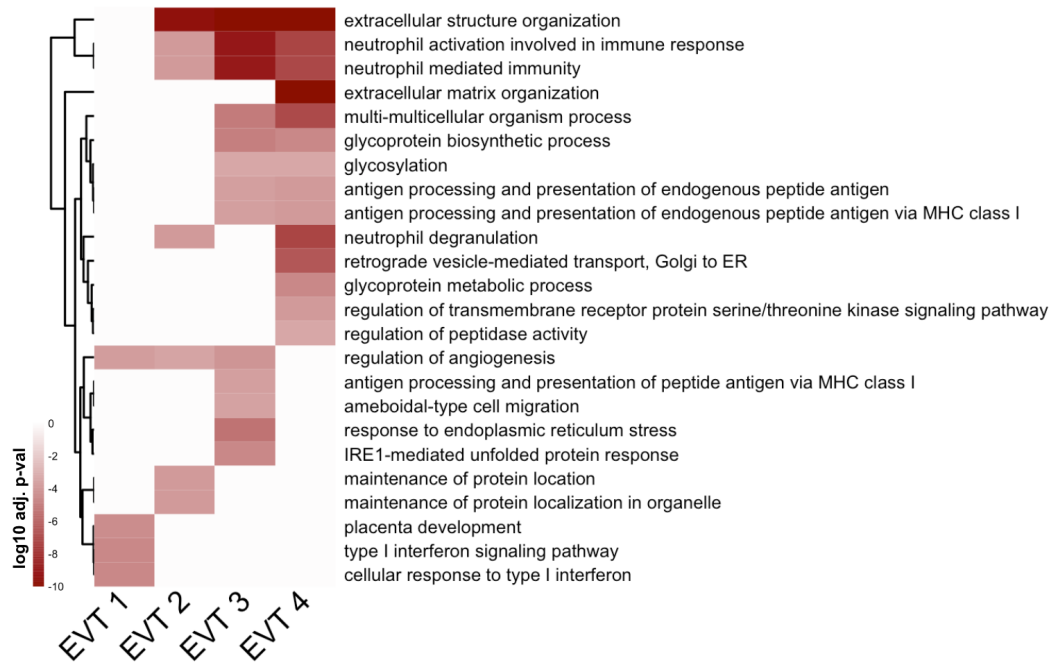 extracellular structure organization
neutrophil activation involved in immune response
neutrophil mediated immunity
extracellular matrix organization
multi-multicellular organism process
glycoprotein biosynthetic process
glycosylation
antigen processing and presentation of endogenous peptide antigen
antigen processing and presentation of endogenous peptide antigen via MHC class I
neutrophil degranulation
retrograde vesicle-mediated transport, Golgi to ER
glycoprotein metabolic process
regulation of transmembrane receptor protein serine/threonine kinase signaling pathway
regulation of peptidase activity
regulation of angiogenesis
antigen processing and presentation of peptide antigen via MHC class I
ameboidal-type cell migration
response to endoplasmic reticulum stress
IRE1-mediated unfolded protein response
maintenance of protein location
maintenance of protein localization in organelle
placenta development
type I interferon signaling pathway
cellular response to type I interferon
log10 adj. p-val
0
-2
-4
-6
-8
-10
EVT 1
EVT 2
EVT 3
EVT 4